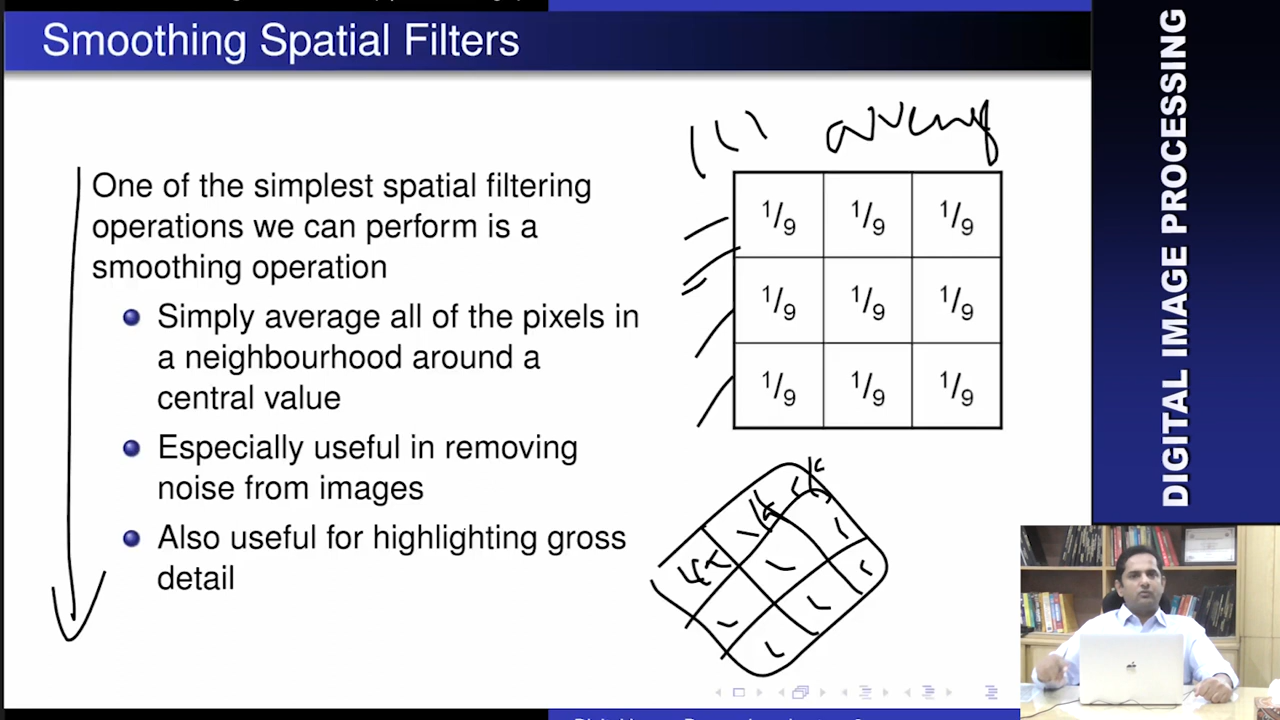 Smoothing Spatial Filters
One of the simplest spatial filtering
operations we can perform is a
smoothing operation
Simply average all of the pixels in
a neighbourhood around a
central value
Especially useful in removing
noise from images
Also useful for highlighting gross
detail
1/9 1/9 1/9
1/9 1/9 1/9
1/9 1/9 1/9
DIGITAL IMAGE PROCESSING